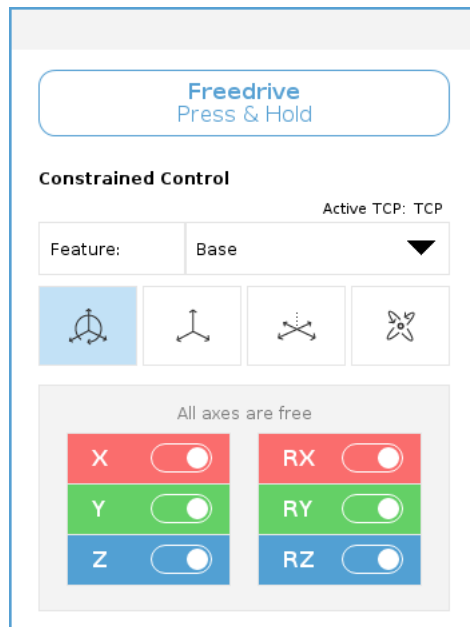 Freedrive
Press & Hold
Constrained Control
Active TCP: TCP
Feature: Base
All axes are free
X RX
Y RY
Z RZ